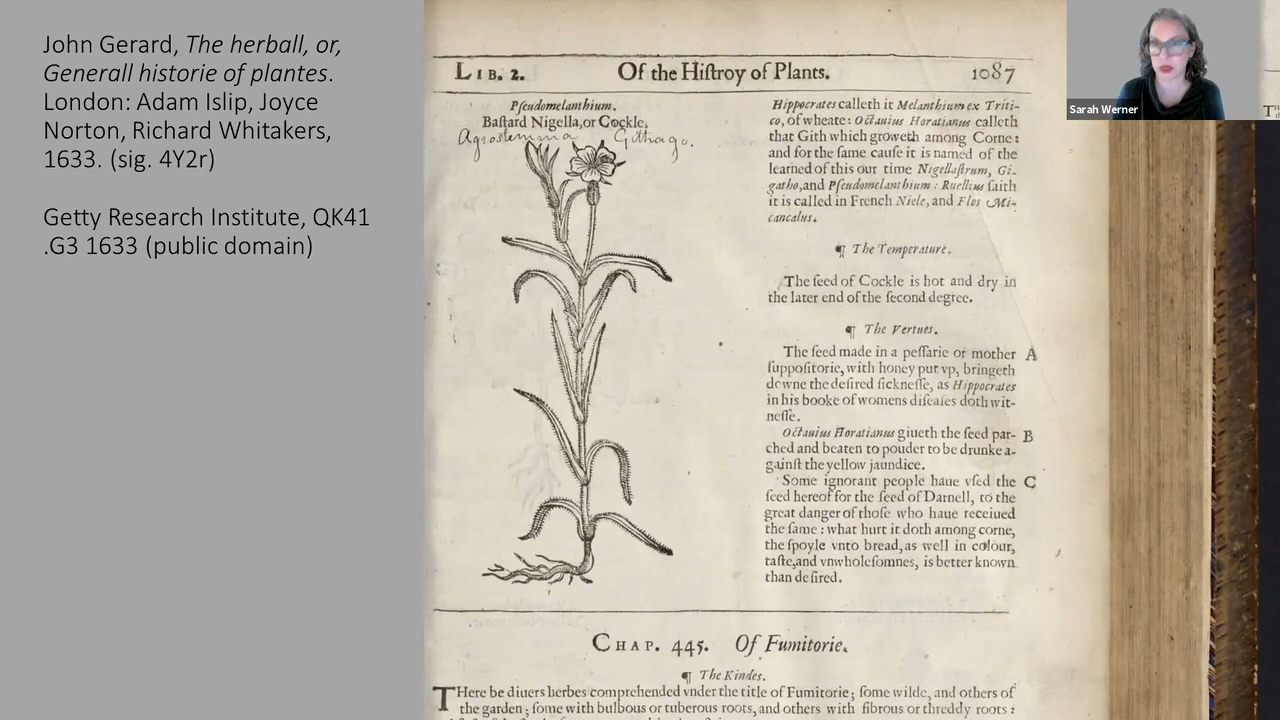 John Gerard, The herball, or,
Generall historie of plantes.
London: Adam Islip, Joyce
Norton, Richard Whitakers,
1633. (sig. 4Y2r)
Getty Research Institute, QK41
.G3 1633 (public domain)
LIB. 2.
Of the Hiſtroy of Plants.
1087
Pſeudomelanthium.
Baſtard Nigella, or Cockle.
Agrostemma Githago.
Hippocrates calleth it Melanthium ex Triti-
co, of wheate: Octauius Horatianus calleth
that Gith which groweth among Corne:
and for the ſame cauſe it is named of the
learned of this our time Nigellaſtrum, Gi-
gatho, and Pſeudomelanthium: Ruellius ſaith
it is called in French Niele, and Flos Mi-
cancalus.
¶ The Temperature.
The ſeed of Cockle is hot and dry in
the later end of the ſecond degree.
¶ The Vertues.
The ſeed made in a peſſarie or mother A
ſuppoſitorie, with honey put vp, bringeth
downe the deſired ſickneſſe, as Hippocrates
in his booke of womens diſeaſes doth wit-
neſſe.
Octauius Horatianus giueth the ſeed par- B
ched and beaten to pouder to be drunke a-
gainſt the yellow jaundice.
Some ignorant people haue vſed the C
ſeed hereof for the ſeed of Darnell, to the
great danger of thoſe who haue receiued
the ſame: what hurt it doth among corne,
the ſpoyle vnto bread, as well in colour,
taſte, and vnwholeſomnes, is better known
than deſired.
CHAP. 445. Of Fumitorie.
¶ The Kindes.
THere be diuers herbes comprehended vnder the title of Fumitorie; ſome wilde, and others of
the garden; ſome with bulbous or tuberous roots, and others with fibrous or threddy roots:
Sarah Werner